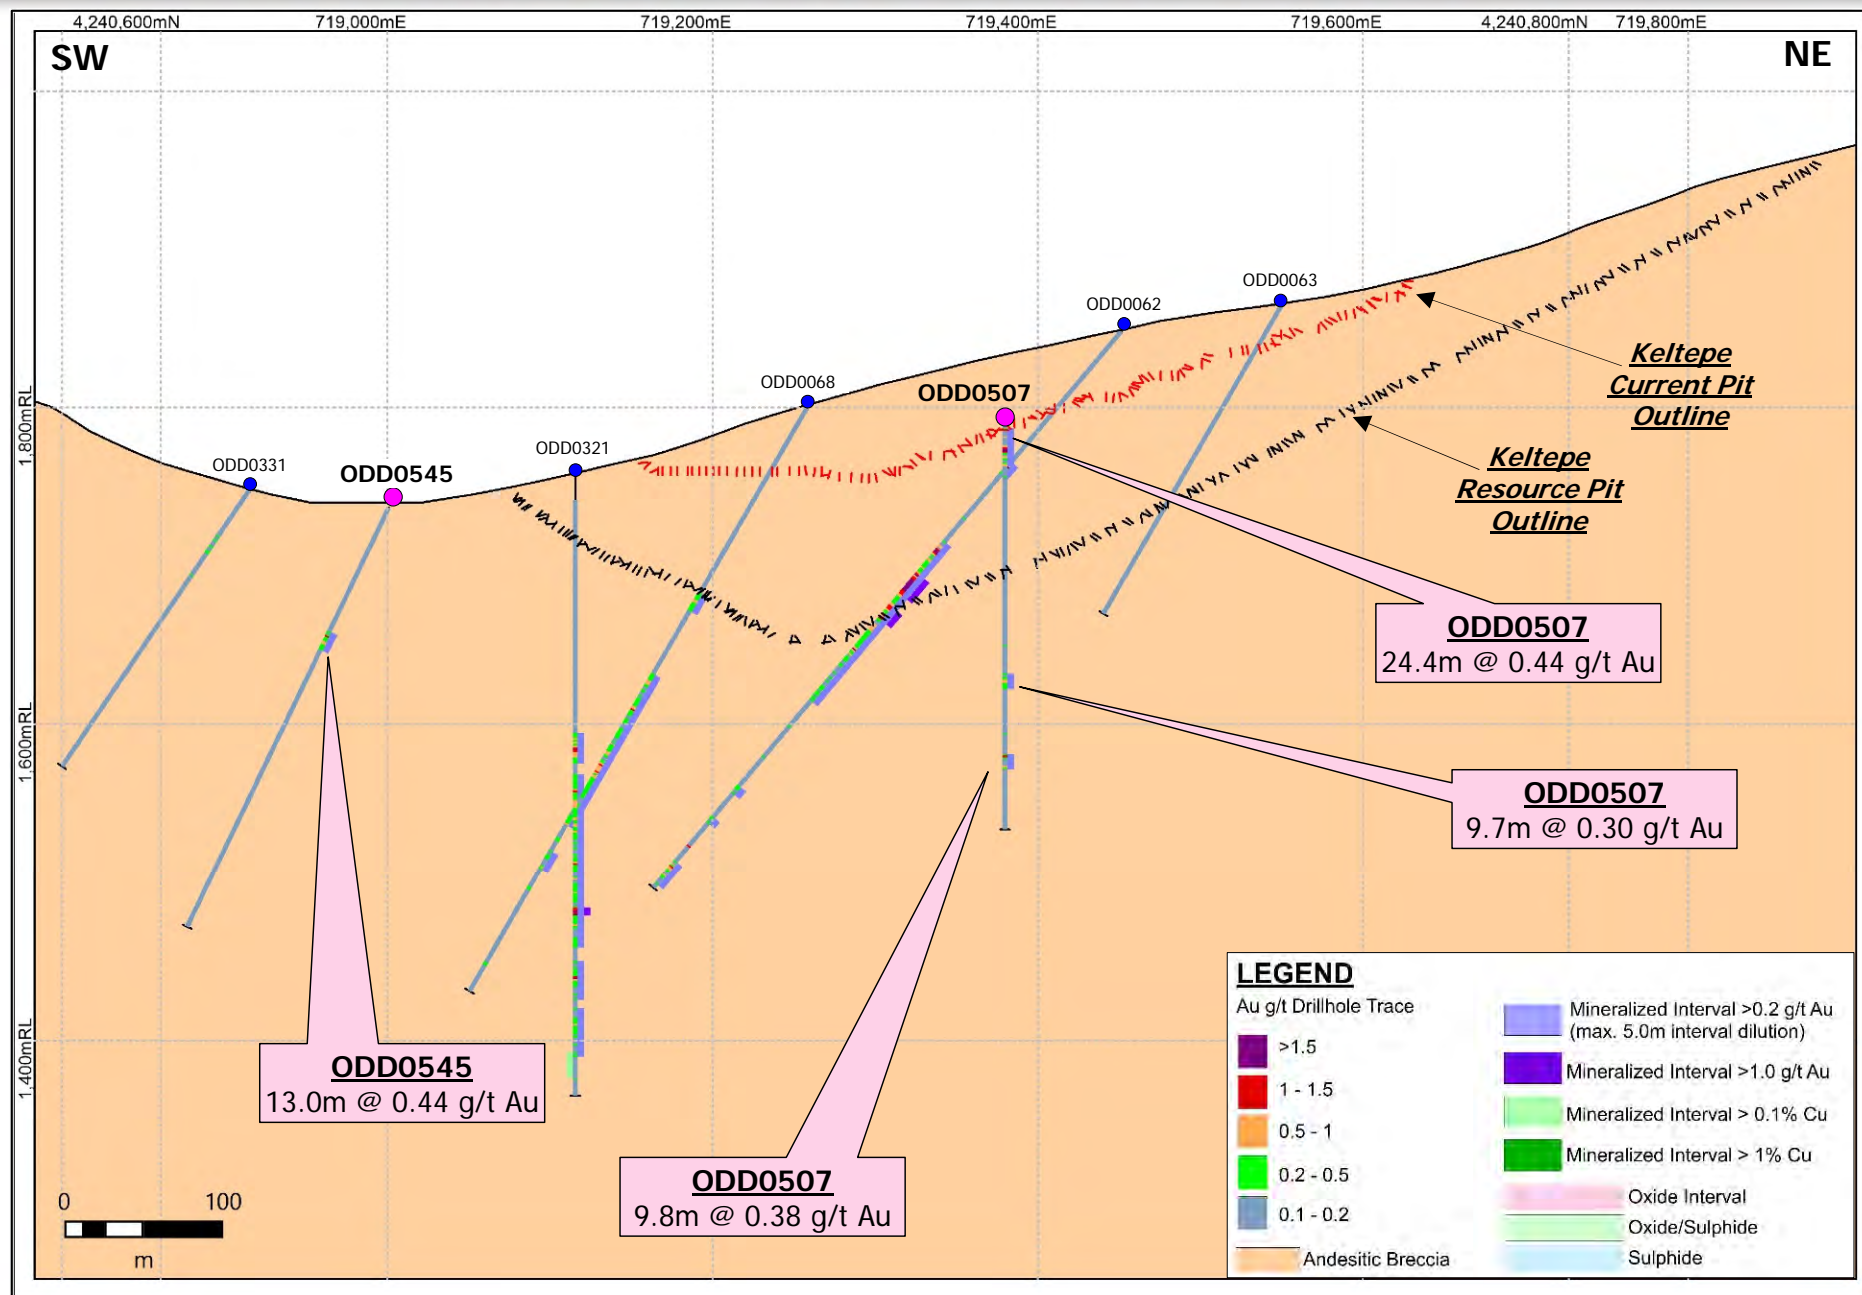 4,240,600mN
719,000mE
719,200mE
719,400mE
719,600mE
4,240,800mN
719,800mE
SW
NE
ODD0063
ODD0062
Keltepe
Current Pit
Outline
ODD0068
ODD0507
1,800mRL
ODD0321
ODD0331
ODD0545
Keltepe
Resource Pit
Outline
ODD0507
24.4m @ 0.44 g/t Au
1,600mRL
ODD0507
9.7m @ 0.30 g/t Au
1,400mRL
ODD0545
13.0m @ 0.44 g/t Au
ODD0507
9.8m @ 0.38 g/t Au
0 100
m
LEGEND
Au g/t Drillhole Trace
>1.5
1 - 1.5
0.5 - 1
0.2 - 0.5
0.1 - 0.2
Andesitic Breccia
Mineralized Interval >0.2 g/t Au
(max. 5.0m interval dilution)
Mineralized Interval >1.0 g/t Au
Mineralized Interval > 0.1% Cu
Mineralized Interval > 1% Cu
Oxide Interval
Oxide/Sulphide
Sulphide